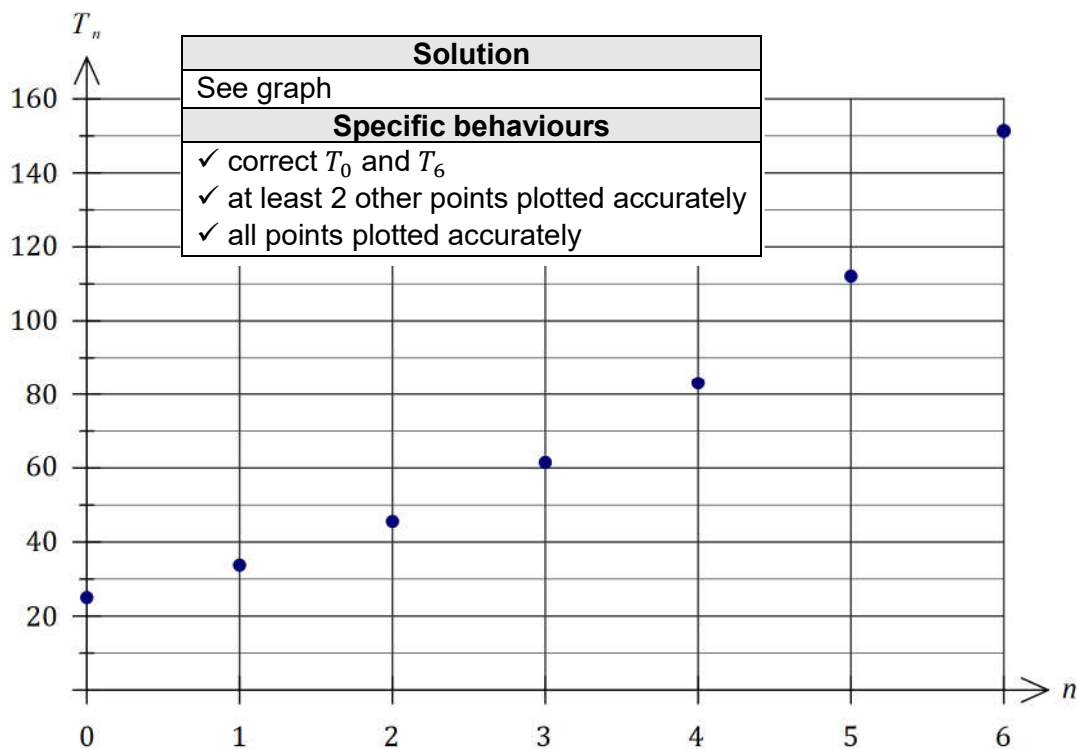 Tₙ
Solution
See graph
Specific behaviours
✓ correct T₀ and T₆
✓ at least 2 other points plotted accurately
✓ all points plotted accurately
160
140
120
100
80
60
40
20
n
0 1 2 3 4 5 6